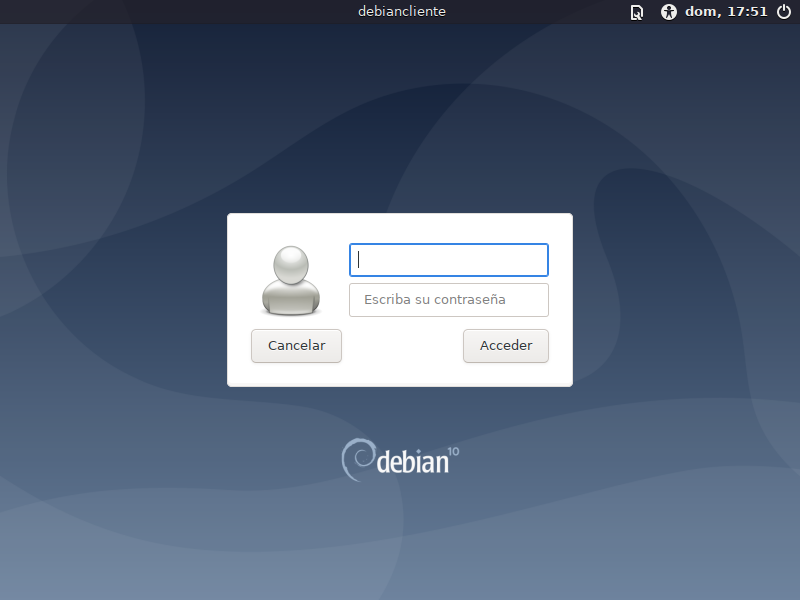 debiancliente
dom, 17:51
Escriba su contraseña
Cancelar
Acceder
debian 10